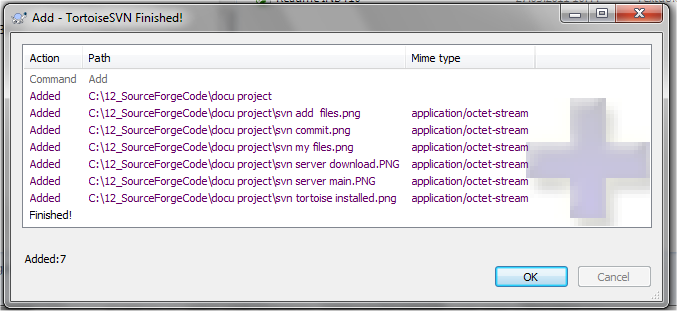 Add - TortoiseSVN Finished!
Action Path Mime type
Command Add
Added C:\12_SourceForgeCode\docu project
Added C:\12_SourceForgeCode\docu project\svn add  files.png application/octet-stream
Added C:\12_SourceForgeCode\docu project\svn commit.png application/octet-stream
Added C:\12_SourceForgeCode\docu project\svn my files.png application/octet-stream
Added C:\12_SourceForgeCode\docu project\svn server download.PNG application/octet-stream
Added C:\12_SourceForgeCode\docu project\svn server main.PNG application/octet-stream
Added C:\12_SourceForgeCode\docu project\svn tortoise installed.png application/octet-stream
Finished!
Added:7
OK Cancel